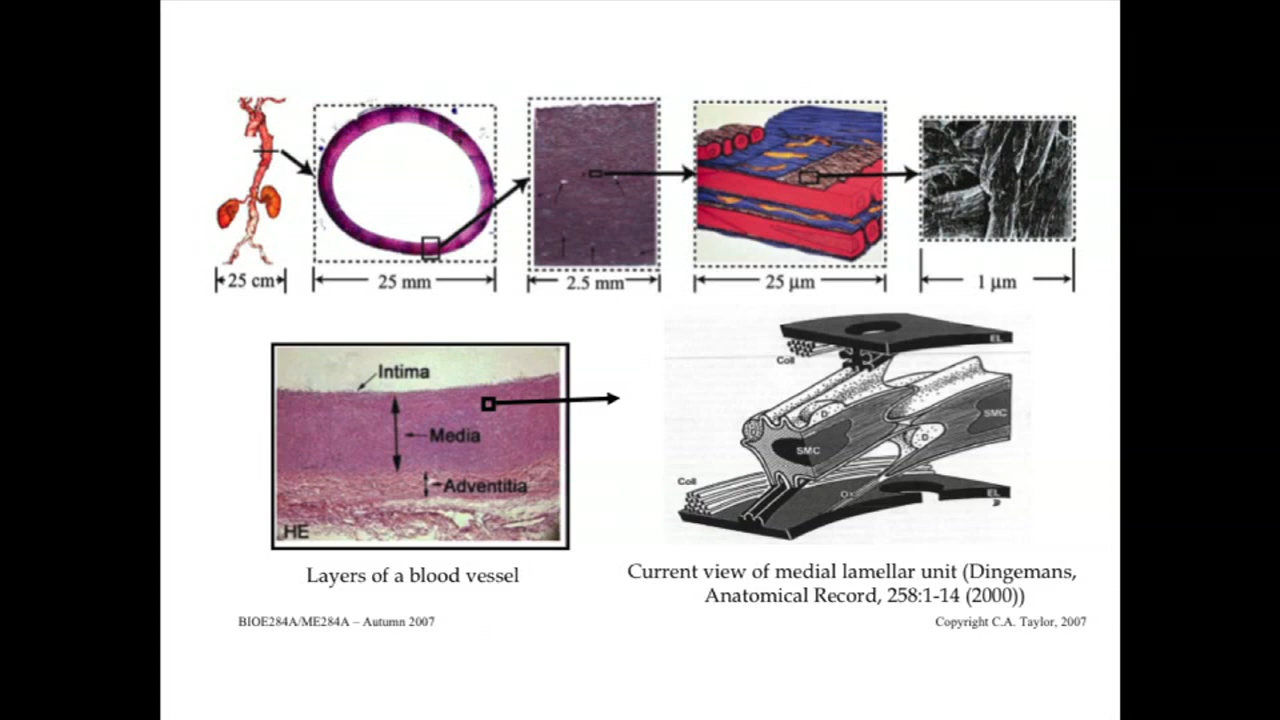 25 cm
25 mm
2.5 mm
25 µm
1 µm
Intima
Media
Adventitia
HE
Coll
EL
SMC
SMC
Coll
Ox
EL
Layers of a blood vessel
Current view of medial lamellar unit (Dingemans,
Anatomical Record, 258:1-14 (2000))
BIOE284A/ME284A – Autumn 2007
Copyright C.A. Taylor, 2007